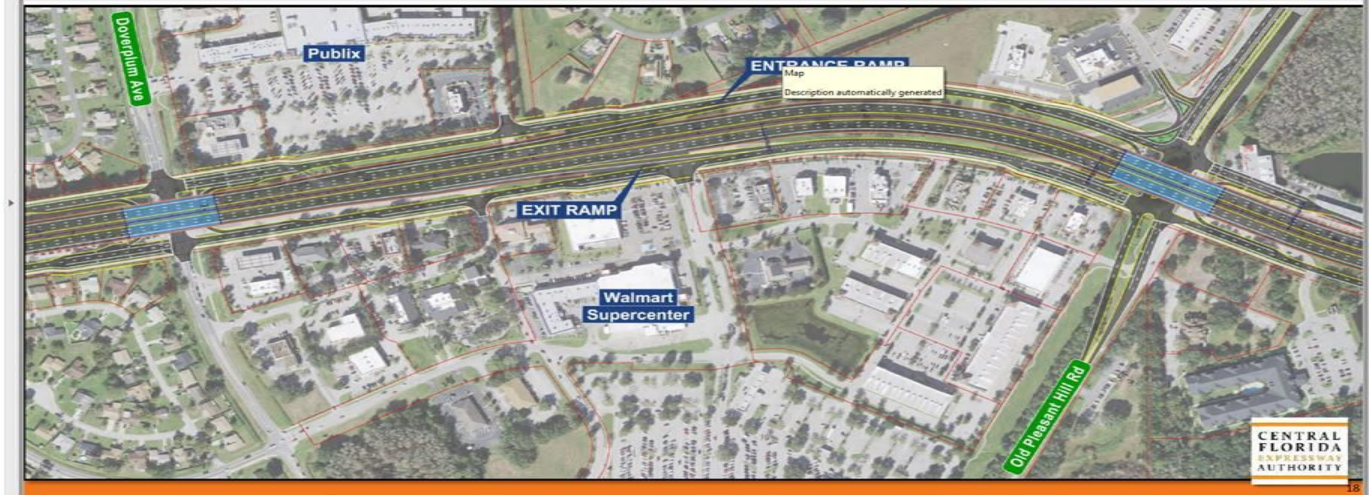 Doverplum Ave
Publix
ENTRANCE RAMP
Map
Description automatically generated
EXIT RAMP
Walmart
Supercenter
Old Pleasant Hill Rd
CENTRAL
FLORIDA
EXPRESSWAY
AUTHORITY
18